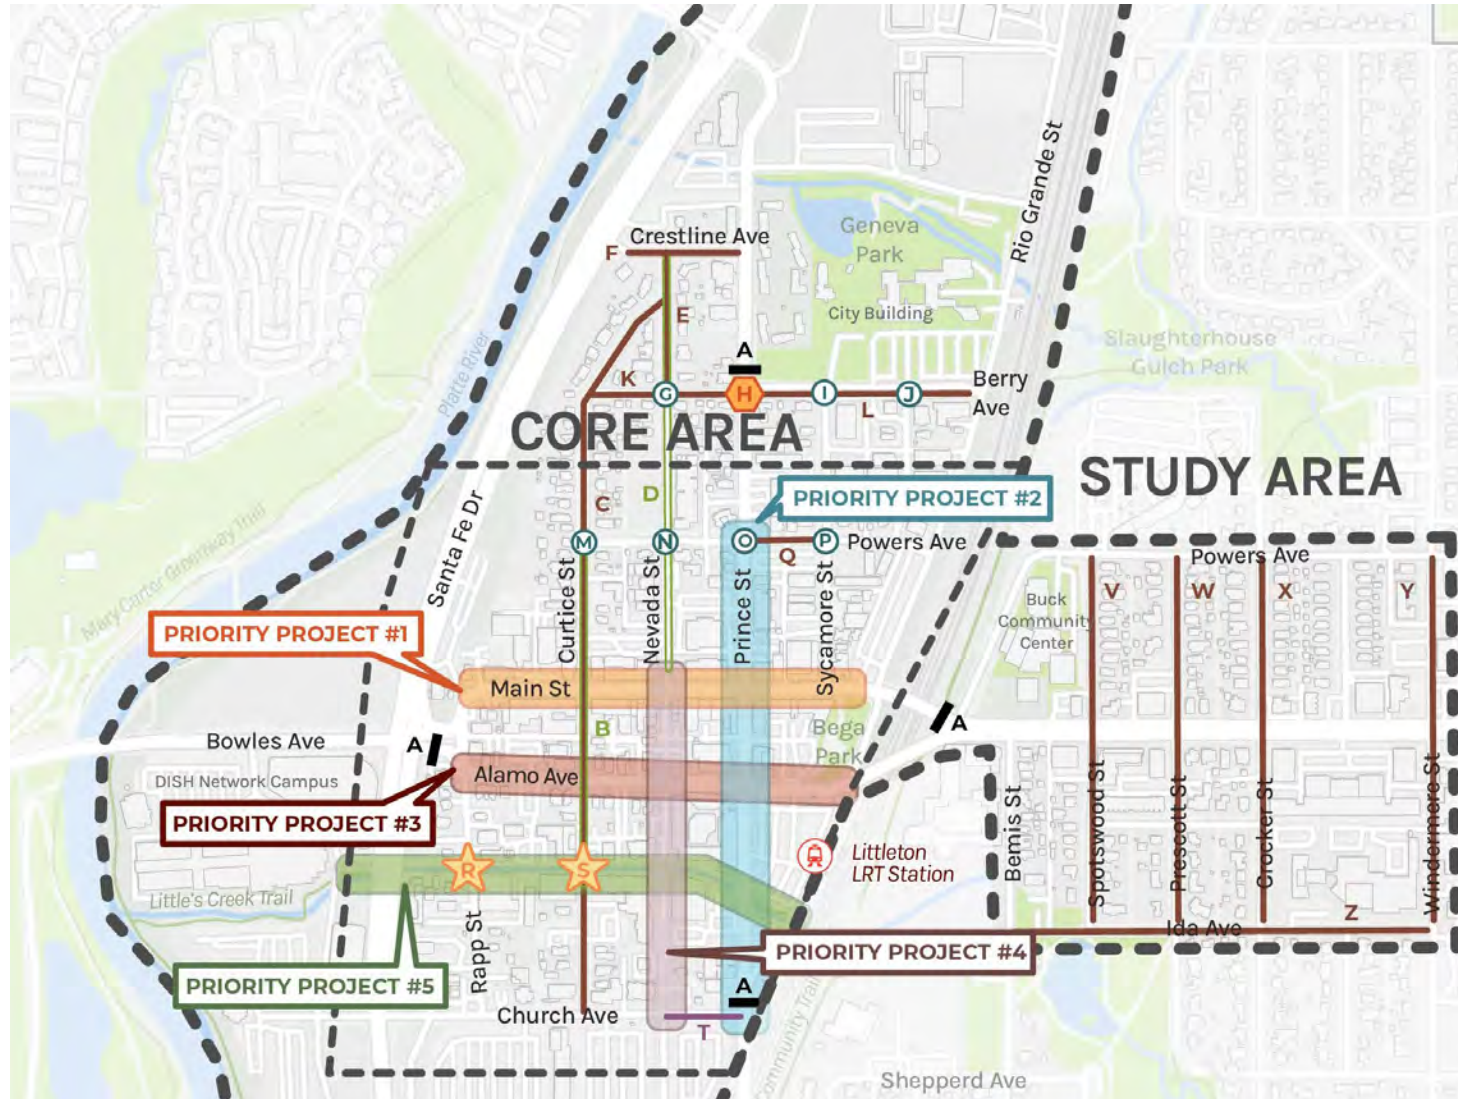 Crestline Ave
F
Geneva
Park
Rio Grande St
E
City Building
Platte River
Slaughterhouse
Gulch Park
A
K
G
H
I
J
L
Berry
Ave
CORE AREA
STUDY AREA
D
C
PRIORITY PROJECT #2
Mary Carter Greenway Trail
Santa Fe Dr
M
N
O
Q
P
Powers Ave
Powers Ave
Curtice St
Nevada St
Prince St
Sycamore St
Buck
Community
Center
V
W
X
Y
PRIORITY PROJECT #1
Main St
B
Bega
Park
A
Bowles Ave
A
DISH Network Campus
Alamo Ave
PRIORITY PROJECT #3
Bemis St
Spotswood St
Prescott St
Crocker St
Windermere St
Littleton
LRT Station
R
S
Little's Creek Trail
Rapp St
Z
Ida Ave
PRIORITY PROJECT #4
PRIORITY PROJECT #5
A
Church Ave
T
ommunity Trail
Shepperd Ave